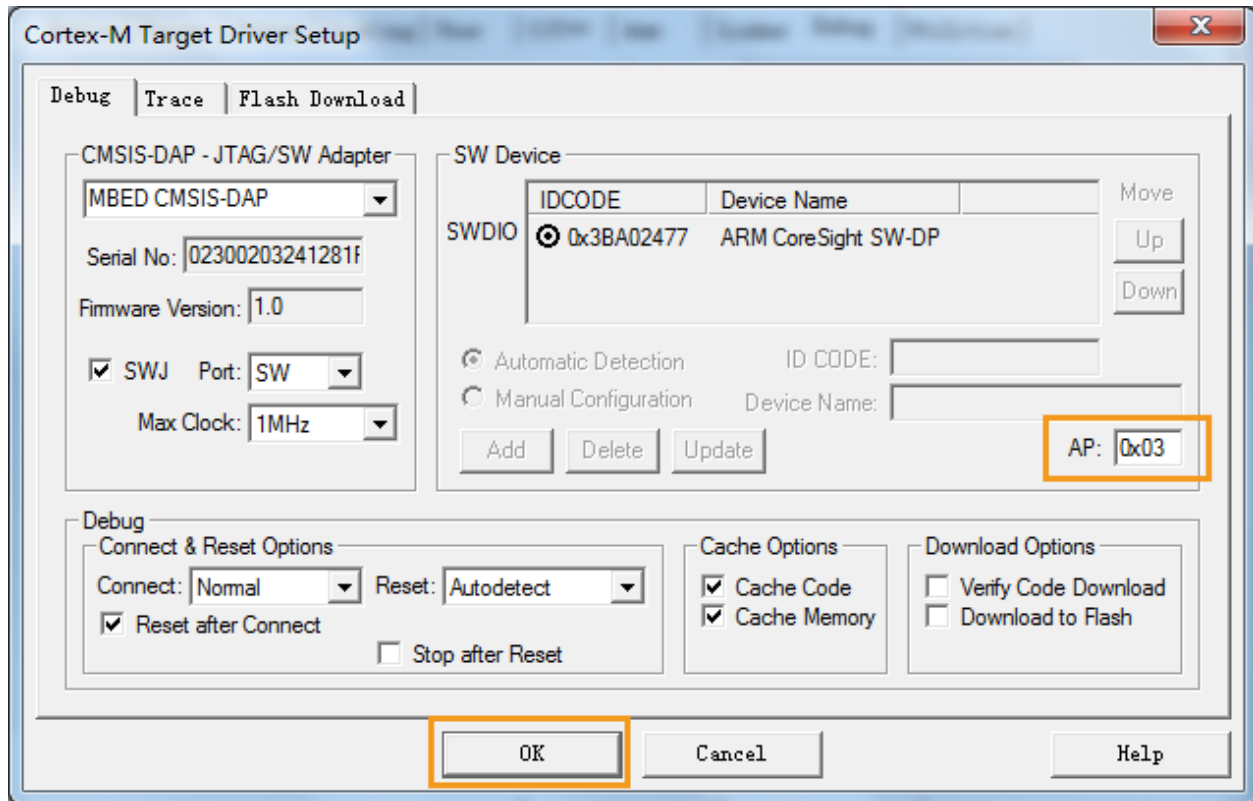 Cortex-M Target Driver Setup
Debug Trace Flash Download
CMSIS-DAP - JTAG/SW Adapter
MBED CMSIS-DAP
Serial No: 02300203241281F
Firmware Version: 1.0
SWJ Port: SW
Max Clock: 1MHz
SW Device
IDCODE Device Name
SWDIO 0x3BA02477 ARM CoreSight SW-DP
Move
Up
Down
Automatic Detection ID CODE:
Manual Configuration Device Name:
Add Delete Update AP: 0x03
Debug
Connect & Reset Options
Connect: Normal Reset: Autodetect
Reset after Connect
Stop after Reset
Cache Options
Cache Code
Cache Memory
Download Options
Verify Code Download
Download to Flash
OK Cancel Help